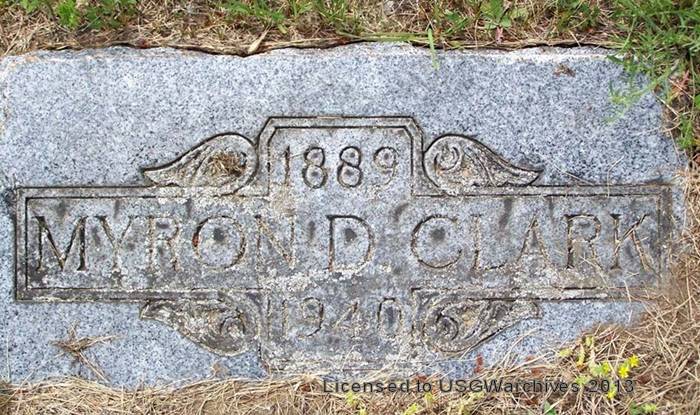 1889
MYRON D CLARK
1940
Licensed to USGWarchives 2013